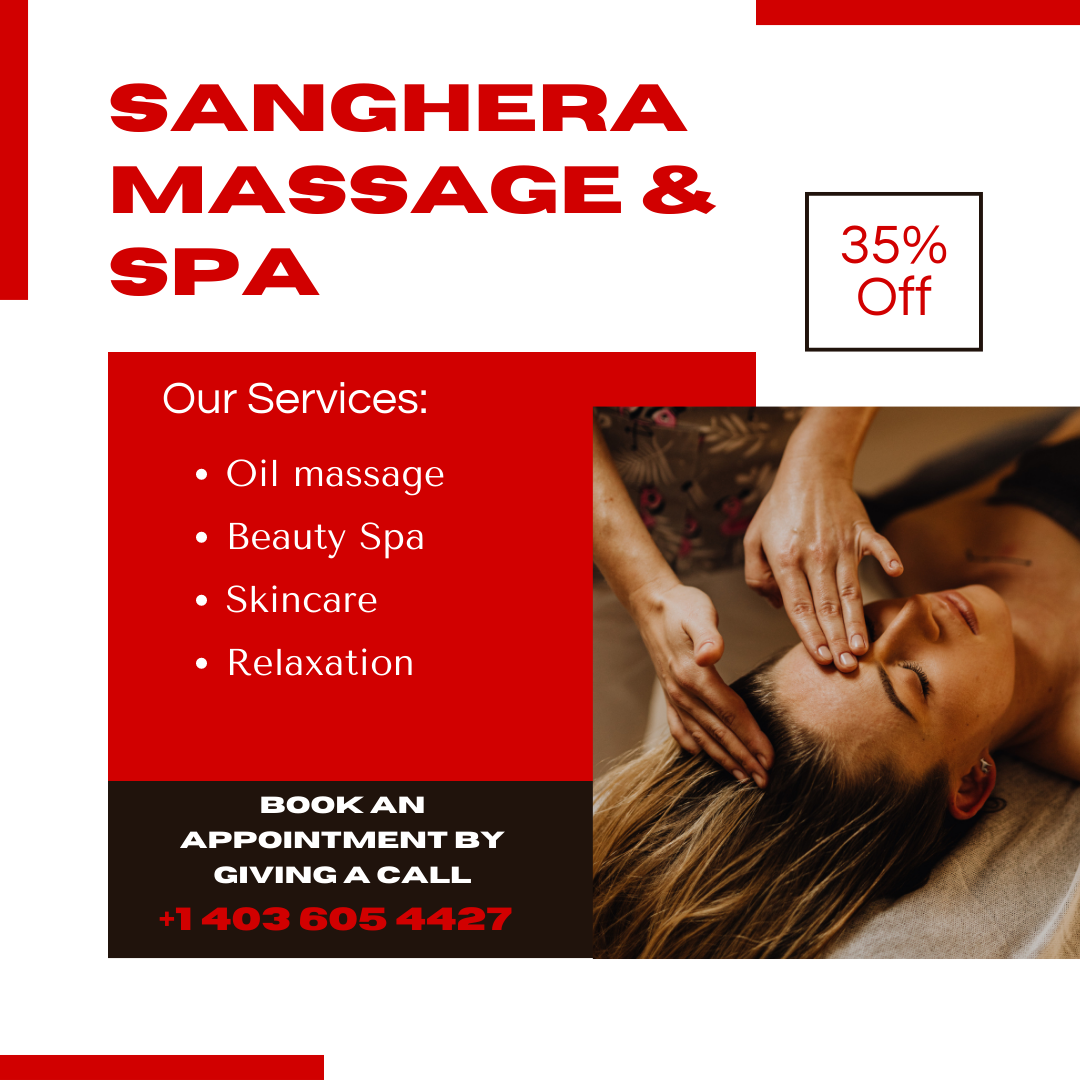 SANGHERA
MASSAGE &
SPA
35%
Off
Our Services:
• Oil massage
• Beauty Spa
• Skincare
• Relaxation
BOOK AN
APPOINTMENT BY
GIVING A CALL
+1 403 605 4427